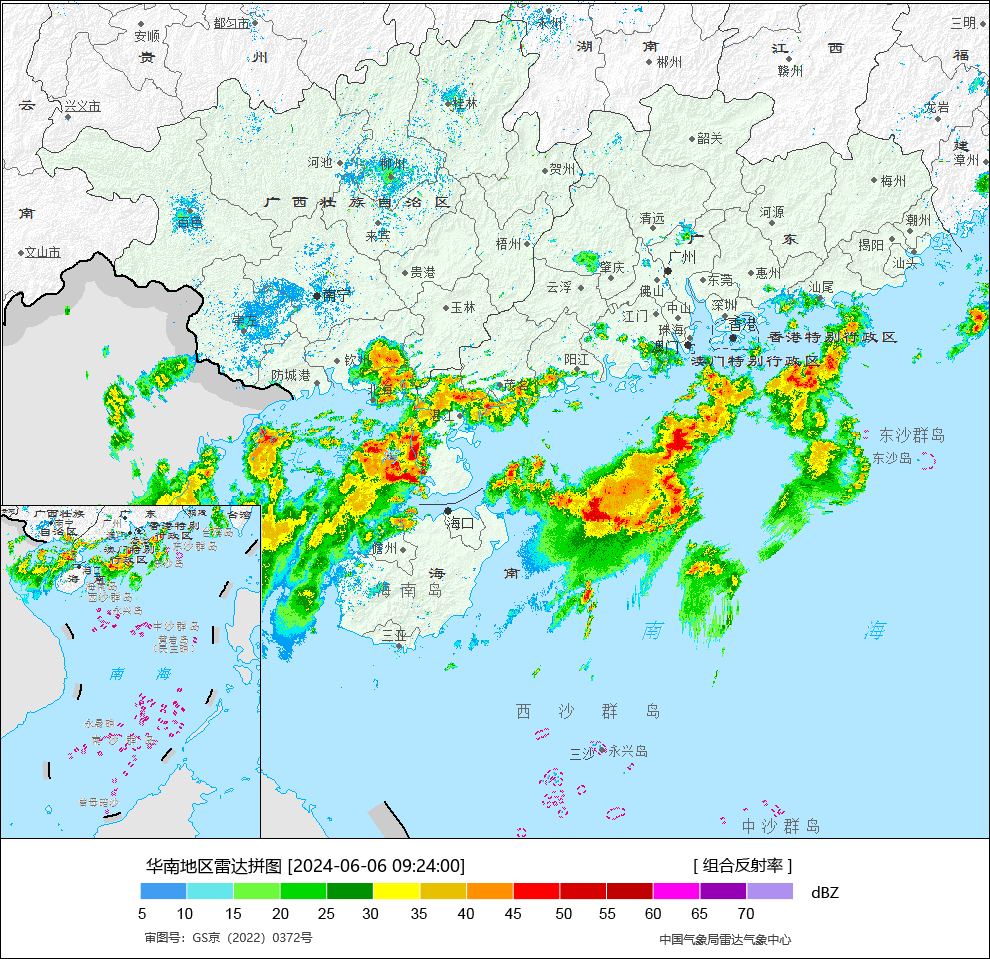 都匀市
永州
三明
安顺
湖 南
江 西
贵 州
郴州
福
赣州
云
兴义市
桂林
龙岩
韶关
建
河池
柳州
贺州
漳州
梅州
广 西 壮 族 自 治 区
南
百色
清远
河源
潮州
来宾
梧州
广 东
揭阳
文山市
广州
汕头
贵港
肇庆
惠州
云浮
东莞
佛山
汕尾
南宁
崇左
玉林
江门
中山
深圳
珠海
香港
香港特别行政区
澳门
澳门特别行政区
钦州
阳江
防城港
茂名
北海
湛江
东沙群岛
东沙岛
海口
儋州
海 南
海 南 岛
三亚
南 海
西 沙 群 岛
三沙
永兴岛
中 沙 群 岛
广西壮族
自治区
广 东
台湾
南宁
广州
香港特别
行政区
澳门特别
行政区
东沙群岛
海 南
海南岛
西沙群岛
永兴岛
中沙群岛
黄岩岛
南 海
永暑礁
南 沙 群 岛
曾母暗沙
华南地区雷达拼图 [2024-06-06 09:24:00]
[ 组合反射率 ]
dBZ
5 10 15 20 25 30 35 40 45 50 55 60 65 70
审图号：GS京（2022）0372号
中国气象局雷达气象中心